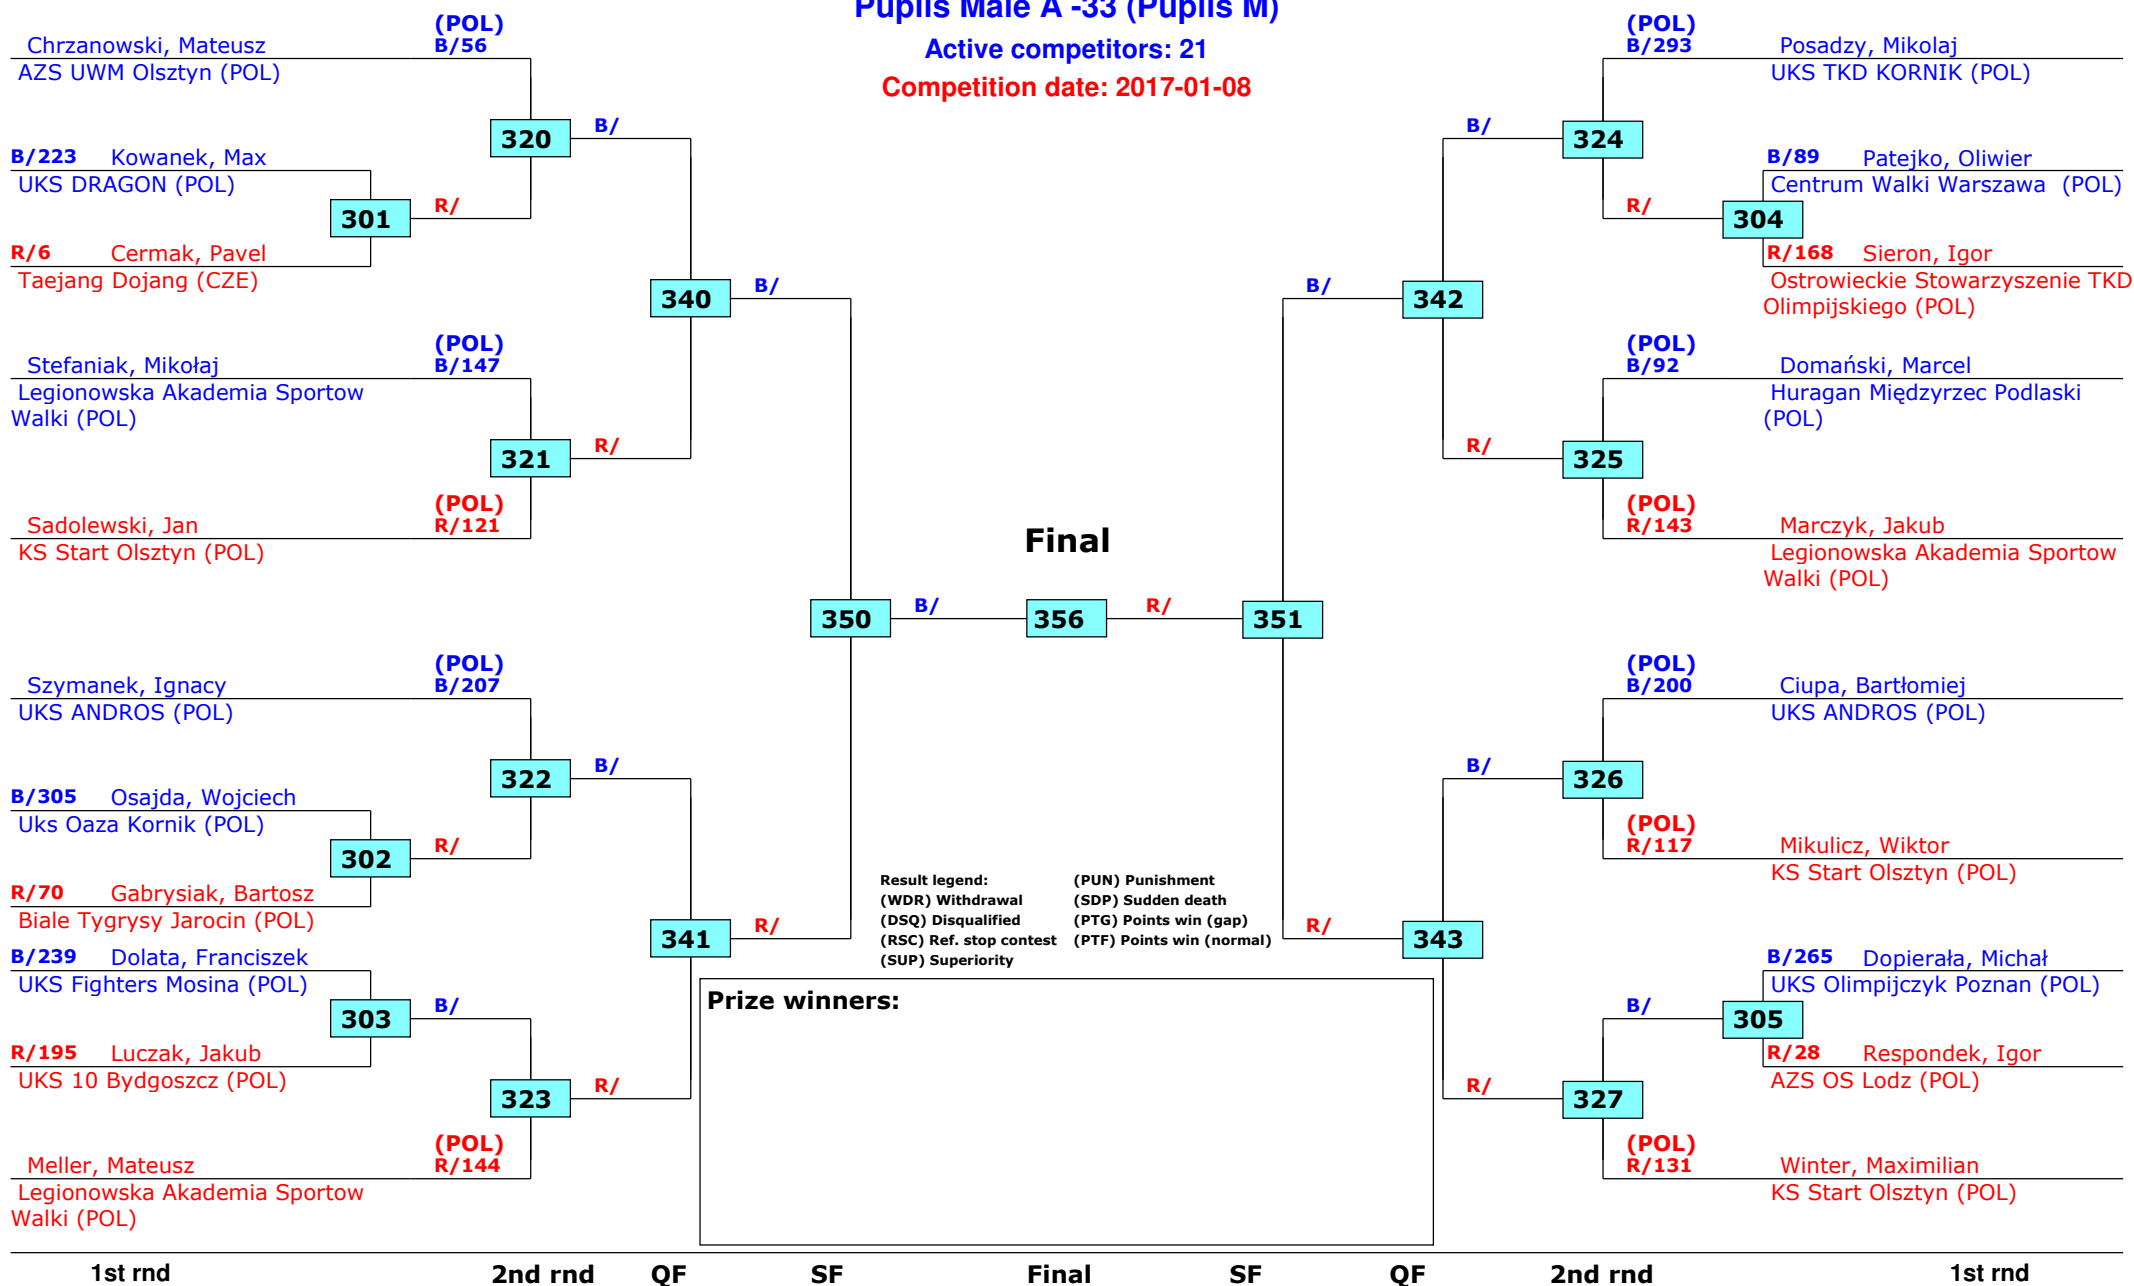 Pupils Male A -33 (Pupils M)
Active competitors: 21
Competition date: 2017-01-08
(POL)
Chrzanowski, Mateusz B/56
AZS UWM Olsztyn (POL)
320 B/
B/223 Kowanek, Max
UKS DRAGON (POL)
301 R/
R/6 Cermak, Pavel
Taejang Dojang (CZE)
340 B/
(POL)
Stefaniak, Mikołaj B/147
Legionowska Akademia Sportow
Walki (POL)
321 R/
(POL)
Sadolewski, Jan R/121
KS Start Olsztyn (POL)
350 B/
(POL)
Szymanek, Ignacy B/207
UKS ANDROS (POL)
322 B/
B/305 Osajda, Wojciech
Uks Oaza Kornik (POL)
302 R/
R/70 Gabrysiak, Bartosz
Biale Tygrysy Jarocin (POL)
341 R/
B/239 Dolata, Franciszek
UKS Fighters Mosina (POL)
303 B/
R/195 Luczak, Jakub
UKS 10 Bydgoszcz (POL)
323 R/
(POL)
Meller, Mateusz R/144
Legionowska Akademia Sportow
Walki (POL)
Final
356
(POL)
B/293 Posadzy, Mikolaj
UKS TKD KORNIK (POL)
B/ 324
B/89 Patejko, Oliwier
Centrum Walki Warszawa (POL)
R/ 304
R/168 Sieron, Igor
Ostrowieckie Stowarzyszenie TKD
Olimpijskiego (POL)
B/ 342
(POL)
B/92 Domański, Marcel
Huragan Międzyrzec Podlaski
(POL)
R/ 325
(POL)
R/143 Marczyk, Jakub
Legionowska Akademia Sportow
Walki (POL)
R/ 351
(POL)
B/200 Ciupa, Bartłomiej
UKS ANDROS (POL)
B/ 326
(POL)
R/117 Mikulicz, Wiktor
KS Start Olsztyn (POL)
R/ 343
B/265 Dopierała, Michał
UKS Olimpijczyk Poznan (POL)
B/ 305
R/28 Respondek, Igor
AZS OS Lodz (POL)
R/ 327
(POL)
R/131 Winter, Maximilian
KS Start Olsztyn (POL)
Result legend: (PUN) Punishment
(WDR) Withdrawal (SDP) Sudden death
(DSQ) Disqualified (PTG) Points win (gap)
(RSC) Ref. stop contest (PTF) Points win (normal)
(SUP) Superiority
Prize winners:
1st rnd 2nd rnd QF SF Final SF QF 2nd rnd 1st rnd